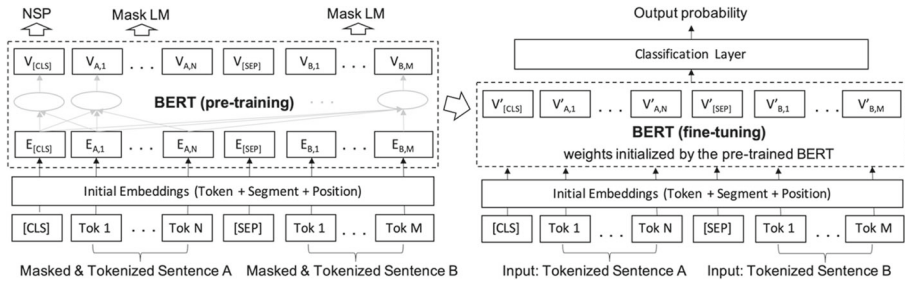 NSP Mask LM Mask LM
V[CLS] VA,1 . . . VA,N V[SEP] VB,1 . . . VB,M
BERT (pre-training) . . .
E[CLS] EA,1 . . . EA,N E[SEP] EB,1 . . . EB,M
Initial Embeddings (Token + Segment + Position)
[CLS] Tok 1 . . . Tok N [SEP] Tok 1 . . . Tok M
Masked & Tokenized Sentence A Masked & Tokenized Sentence B
Output probability
Classification Layer
V'[CLS] V'A,1 . . . V'A,N V'[SEP] V'B,1 . . . V'B,M
BERT (fine-tuning)
weights initialized by the pre-trained BERT
Initial Embeddings (Token + Segment + Position)
[CLS] Tok 1 . . . Tok N [SEP] Tok 1 . . . Tok M
Input: Tokenized Sentence A Input: Tokenized Sentence B